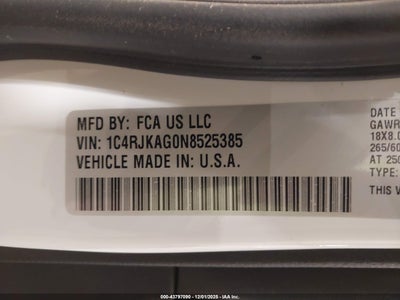 MFD BY: FCA US LLC
VIN: 1C4RJKAG0N8525385
VEHICLE MADE IN: U.S.A.
DATE
GAWR
18X8.0
265/60
AT 250
TYPE:
THIS V
000-43797090 - 12/01/2025 - IAA Inc.